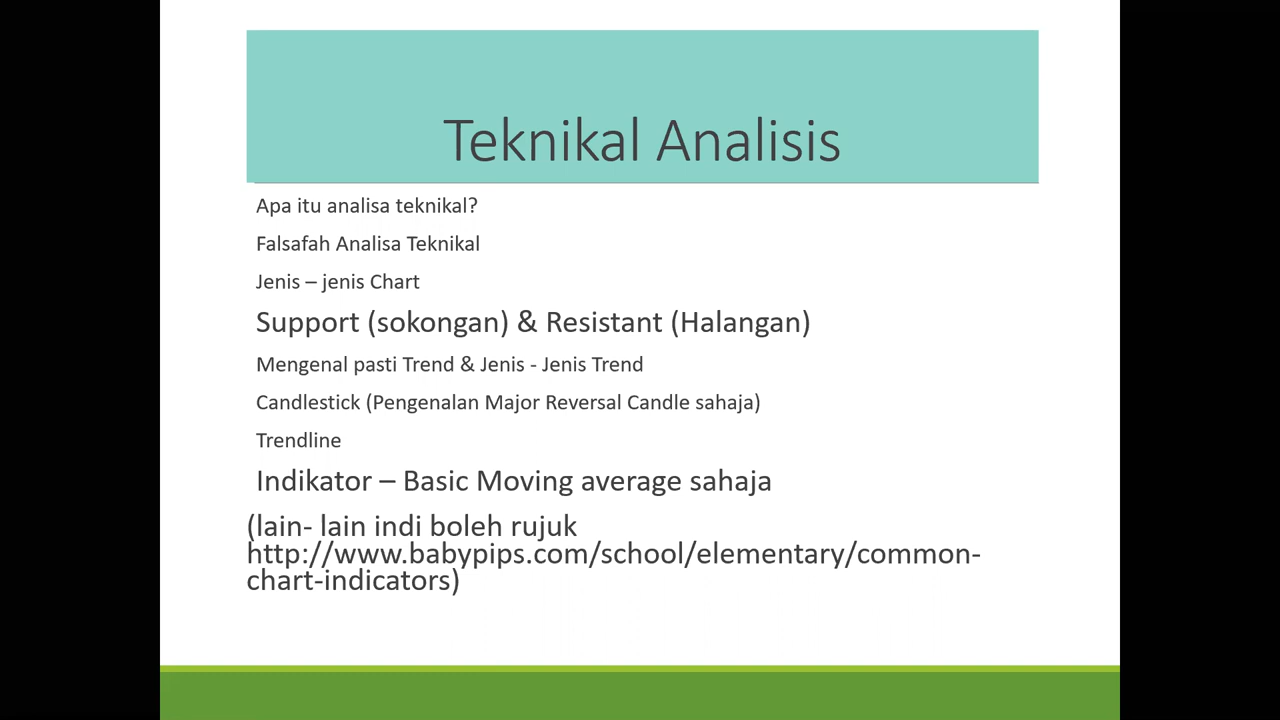 Teknikal Analisis
Apa itu analisa teknikal?
Falsafah Analisa Teknikal
Jenis – jenis Chart
Support (sokongan) & Resistant (Halangan)
Mengenal pasti Trend & Jenis - Jenis Trend
Candlestick (Pengenalan Major Reversal Candle sahaja)
Trendline
Indikator – Basic Moving average sahaja
(lain- lain indi boleh rujuk
http://www.babypips.com/school/elementary/common-
chart-indicators)